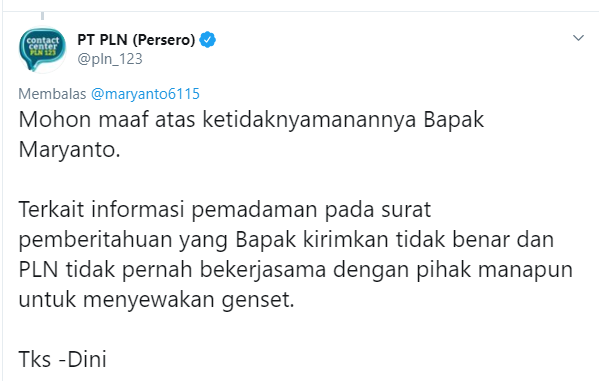 contact
center
PLN 123
PT PLN (Persero)
@pln_123
Membalas @maryanto6115
Mohon maaf atas ketidaknyamanannya Bapak
Maryanto.
Terkait informasi pemadaman pada surat
pemberitahuan yang Bapak kirimkan tidak benar dan
PLN tidak pernah bekerjasama dengan pihak manapun
untuk menyewakan genset.
Tks -Dini